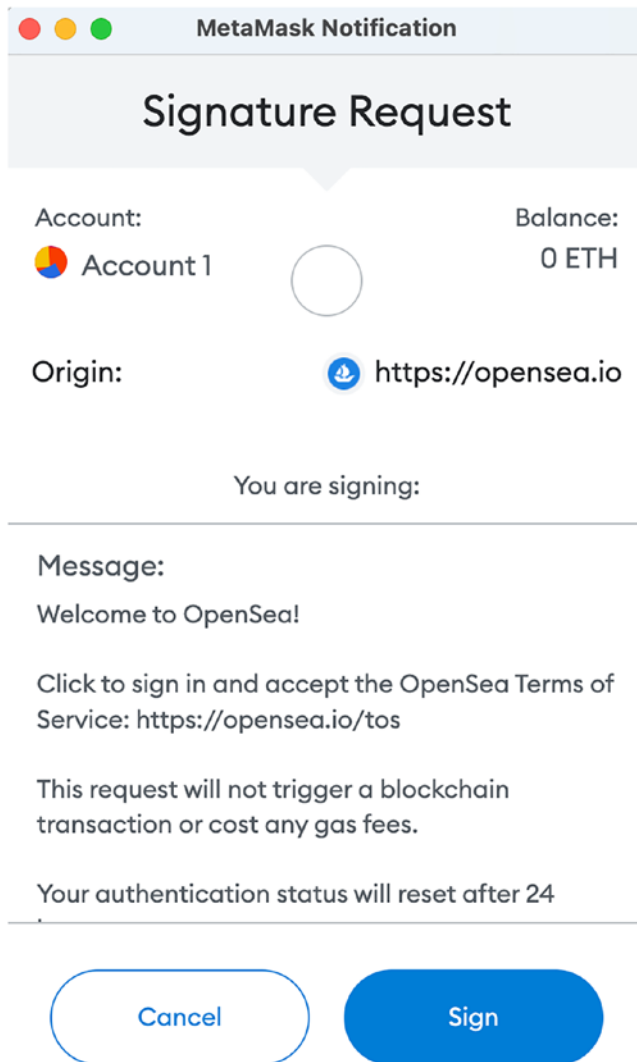 MetaMask Notification
Signature Request
Account:
Balance:
Account 1
0 ETH
Origin:
https://opensea.io
You are signing:
Message:
Welcome to OpenSea!
Click to sign in and accept the OpenSea Terms of
Service: https://opensea.io/tos
This request will not trigger a blockchain
transaction or cost any gas fees.
Your authentication status will reset after 24
Cancel
Sign